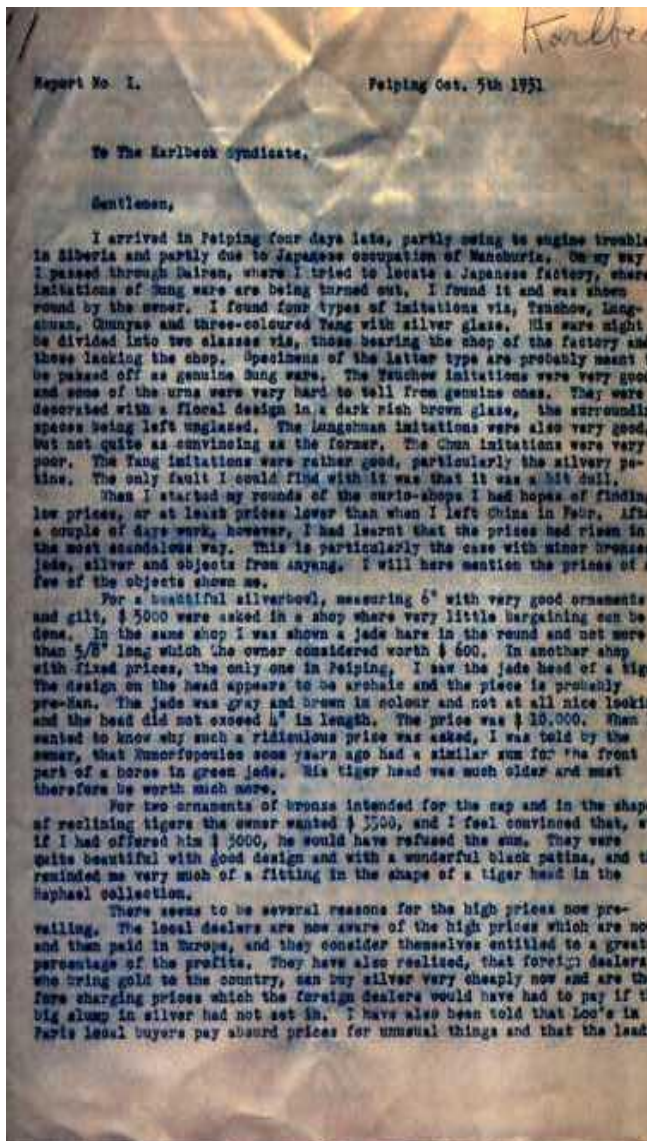 Karlbec
Report No I. Peiping Oct. 5th 1931
To The Karlbeck Syndicate,
Gentlemen,
I arrived in Peiping four days late, partly owing to engine trouble
in Siberia and partly due to Japanese occupation of Manchuria. On my way
I passed through Dairen, where I tried to locate a Japanese factory, where
imitations of Sung ware are being turned out. I found it and was shown
round by the owner. I found four types of imitations viz, Tzuchow, Lung-
chuan, Chunyao and three-coloured Tang with silver glaze. His ware might
be divided into two classes viz, those bearing the chop of the factory and
those lacking the chop. Specimens of the latter type are probably meant t
be passed off as genuine Sung ware. The Tzuchow imitations were very good
and some of the urns were very hard to tell from genuine ones. They were
decorated with a floral design in a dark rish brown glaze, the surroundin
spaces being left unglazed. The Lungchuan imitations were also very good,
but not quite as convincing as the former. The Chun imitations were very
poor. The Tang imitations were rather good, particularly the silvery pa-
tina. The only fault I could find with it was that it was a bit dull.
When I started my rounds of the curio-shops I had hopes of finding
low prices, or at least prices lower than when I left China in Febr. Afte
a couple of days work, however, I had learnt that the prices had risen in
the most scandalous way. This is particularly the case with minor bronzes
jade, silver and objects from Anyang. I will here mention the prices of a
few of the objects shown me.
For a beautiful silverbowl, measuring 6" with very good ornaments
and gilt, $ 5000 were asked in a shop where very little bargaining can be
done. In the same shop I was shown a jade hare in the round and not more
than 5/8" long which the owner considered worth $ 600. In another shop
with fixed prices, the only one in Peiping, I saw the jade head of a tige
The design on the head appears to be archaic and the piece is probably
pre-Han. The jade was gray and brown in colour and not at all nice lookin
and the head did not exceed 4" in length. The price was $ 10.000. When
wanted to know why such a ridiculous price was asked, I was told by the
owner, that Eumorfopoulos some years ago had a similar sum for the front
part of a horse in green jade. His tiger head was much older and must
therefore be worth much more.
For two ornaments of bronze intended for the cap and in the shape
of reclining tigers the owner wanted $ 3500, and I feel convinced that, e
if I had offered him $ 3000, he would have refused the sum. They were
quite beautiful with good design and with a wonderful black patina, and th
reminded me very much of a fitting in the shape of a tiger head in the
Raphael collection.
There seems to be several reasons for the high prices now pre-
vailing. The local dealers are now aware of the high prices which are now
and then paid in Europe, and they consider themselves entitled to a great
percentage of the profits. They have also realized, that foreign dealers
who bring gold to the country, can buy silver very cheaply now and are the
fore charging prices which the foreign dealers would have had to pay if th
big slump in silver had not set in. I have also been told that Loo's in
Paris local buyers pay absurd prices for unusual things and that the lead